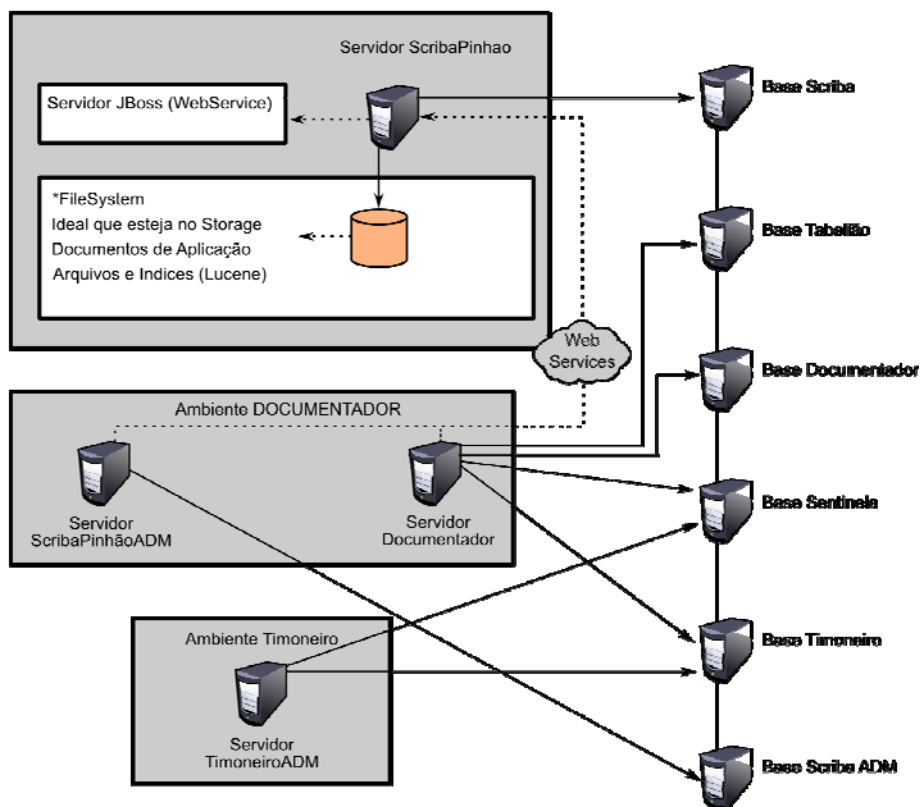 Servidor ScribaPinhao
Servidor JBoss (WebService)
*FileSystem
Ideal que esteja no Storage
Documentos de Aplicação
Arquivos e Indices (Lucene)
Web
Services
Ambiente DOCUMENTADOR
Servidor
ScribaPinhãoADM
Servidor
Documentador
Ambiente Timoneiro
Servidor
TimoneiroADM
Base Scriba
Base Tabelião
Base Documentador
Base Sentinela
Base Timoneiro
Base Scriba ADM